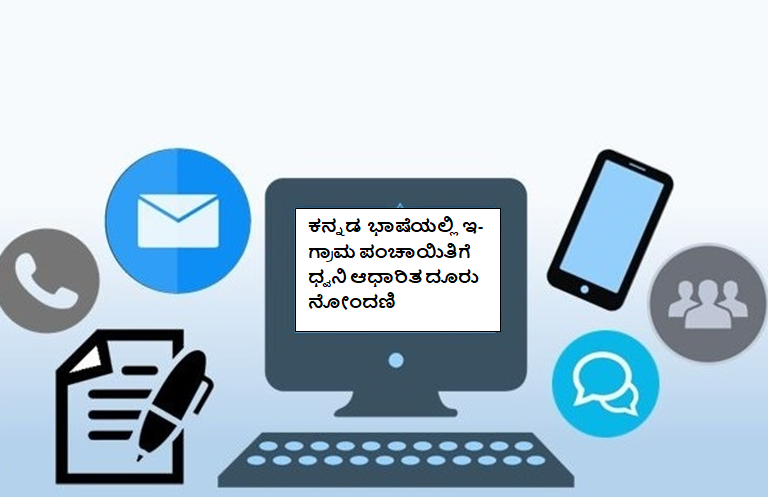 ಕನ್ನಡ ಭಾಷೆಯಲ್ಲಿ ಇ-
ಗ್ರಾಮ ಪಂಚಾಯಿತಿಗೆ
ಧ್ವನಿ ಆಧಾರಿತ ದೂರು
ನೋಂದಣಿ